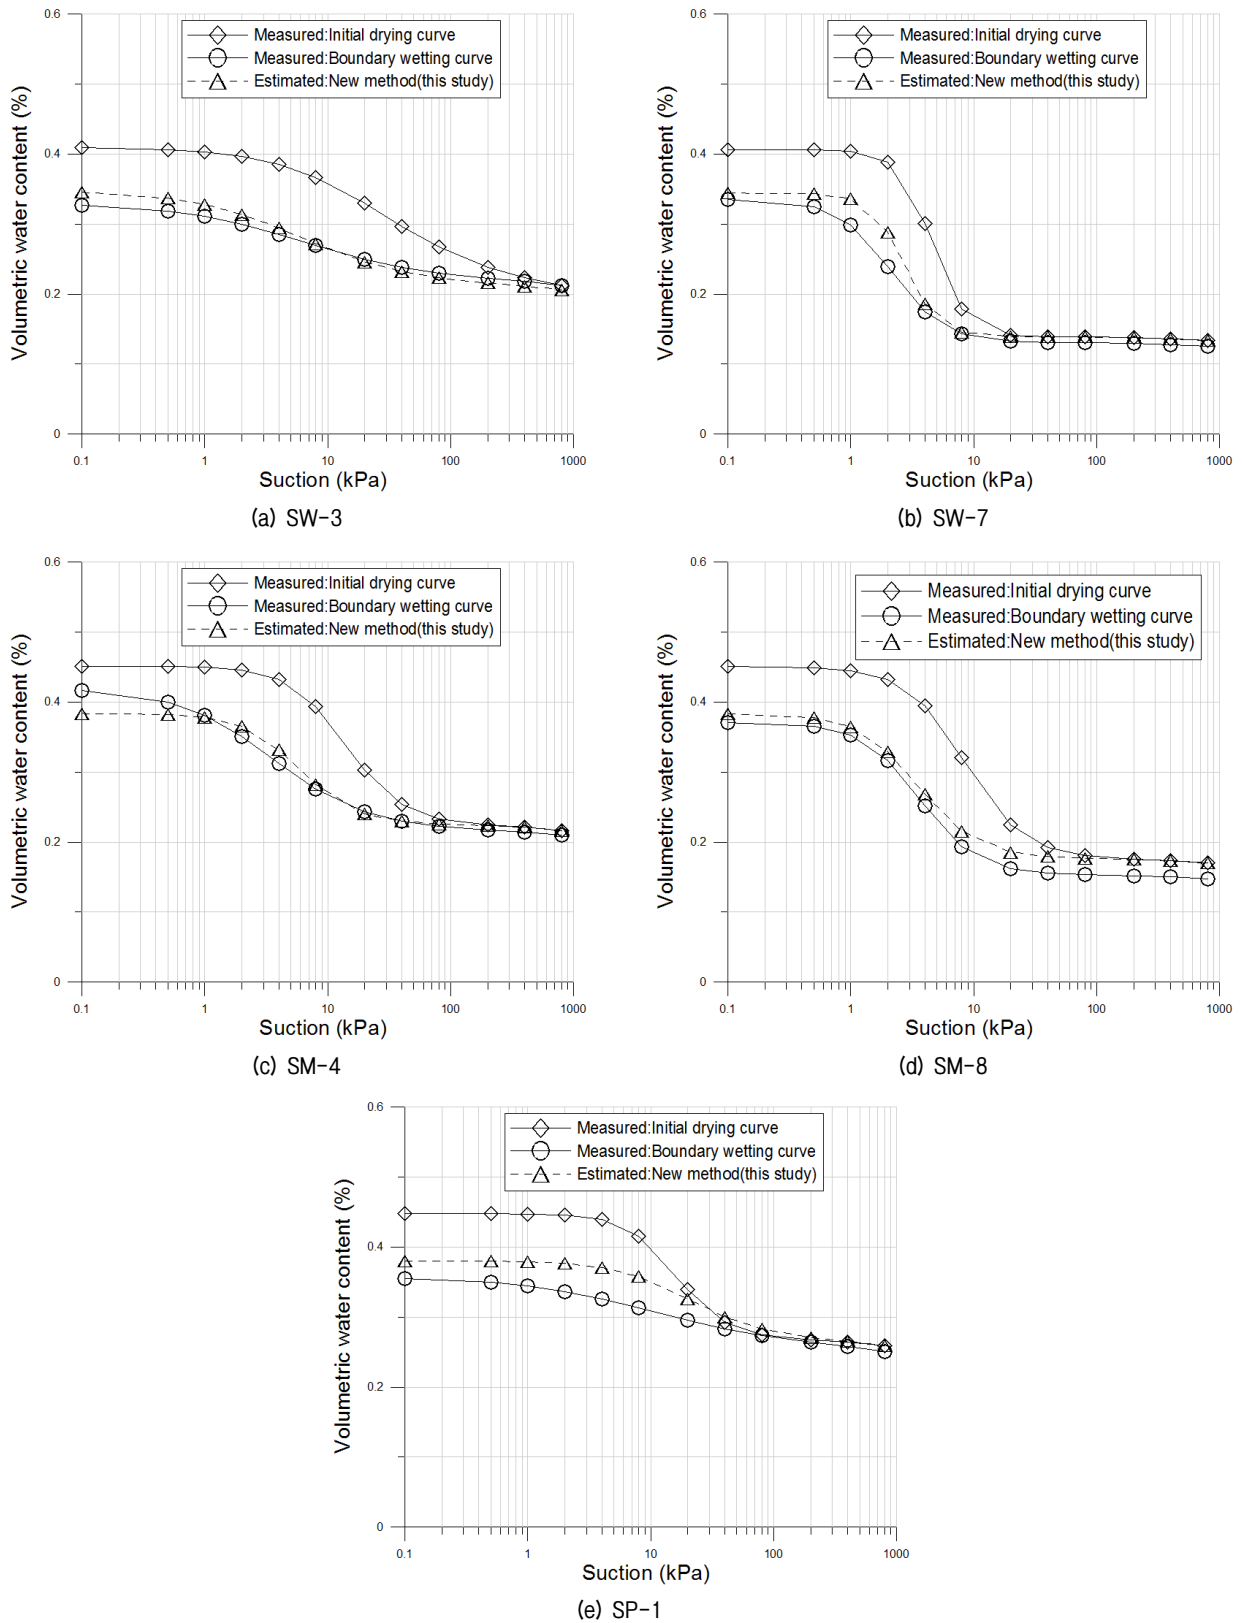 0.6
Measured:Initial drying curve
Measured:Boundary wetting curve
Estimated:New method(this study)
Volumetric water content (%)
0.4
0.2
0
0.1 1 10 100 1000
Suction (kPa)
(a) SW-3
0.6
Measured:Initial drying curve
Measured:Boundary wetting curve
Estimated:New method(this study)
Volumetric water content (%)
0.4
0.2
0
0.1 1 10 100 1000
Suction (kPa)
(b) SW-7
0.6
Measured:Initial drying curve
Measured:Boundary wetting curve
Estimated:New method(this study)
Volumetric water content (%)
0.4
0.2
0
0.1 1 10 100 1000
Suction (kPa)
(c) SM-4
0.6
Measured:Initial drying curve
Measured:Boundary wetting curve
Estimated:New method(this study)
Volumetric water content (%)
0.4
0.2
0
0.1 1 10 100 1000
Suction (kPa)
(d) SM-8
0.6
Measured:Initial drying curve
Measured:Boundary wetting curve
Estimated:New method(this study)
Volumetric water content (%)
0.4
0.2
0
0.1 1 10 100 1000
Suction (kPa)
(e) SP-1